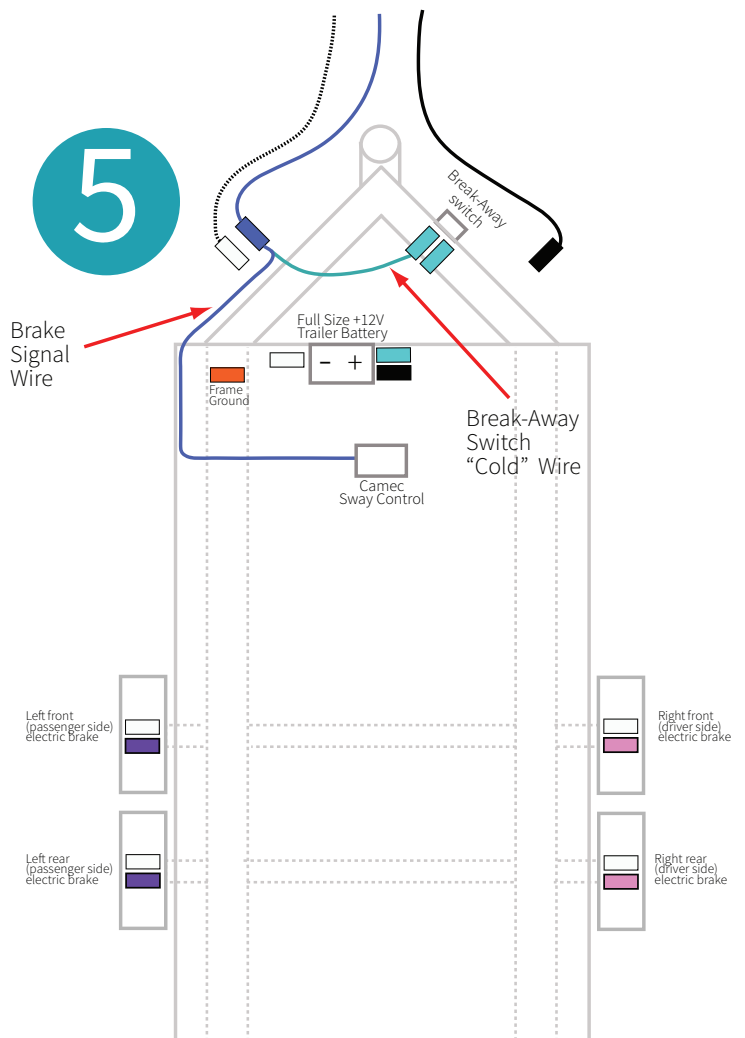 5
Break-Away
switch
Brake
Signal
Wire
Full Size +12V
Trailer Battery
- +
Frame
Ground
Break-Away
Switch
“Cold” Wire
Camec
Sway Control
Left front
(passenger side)
electric brake
Right front
(driver side)
electric brake
Left rear
(passenger side)
electric brake
Right rear
(driver side)
electric brake